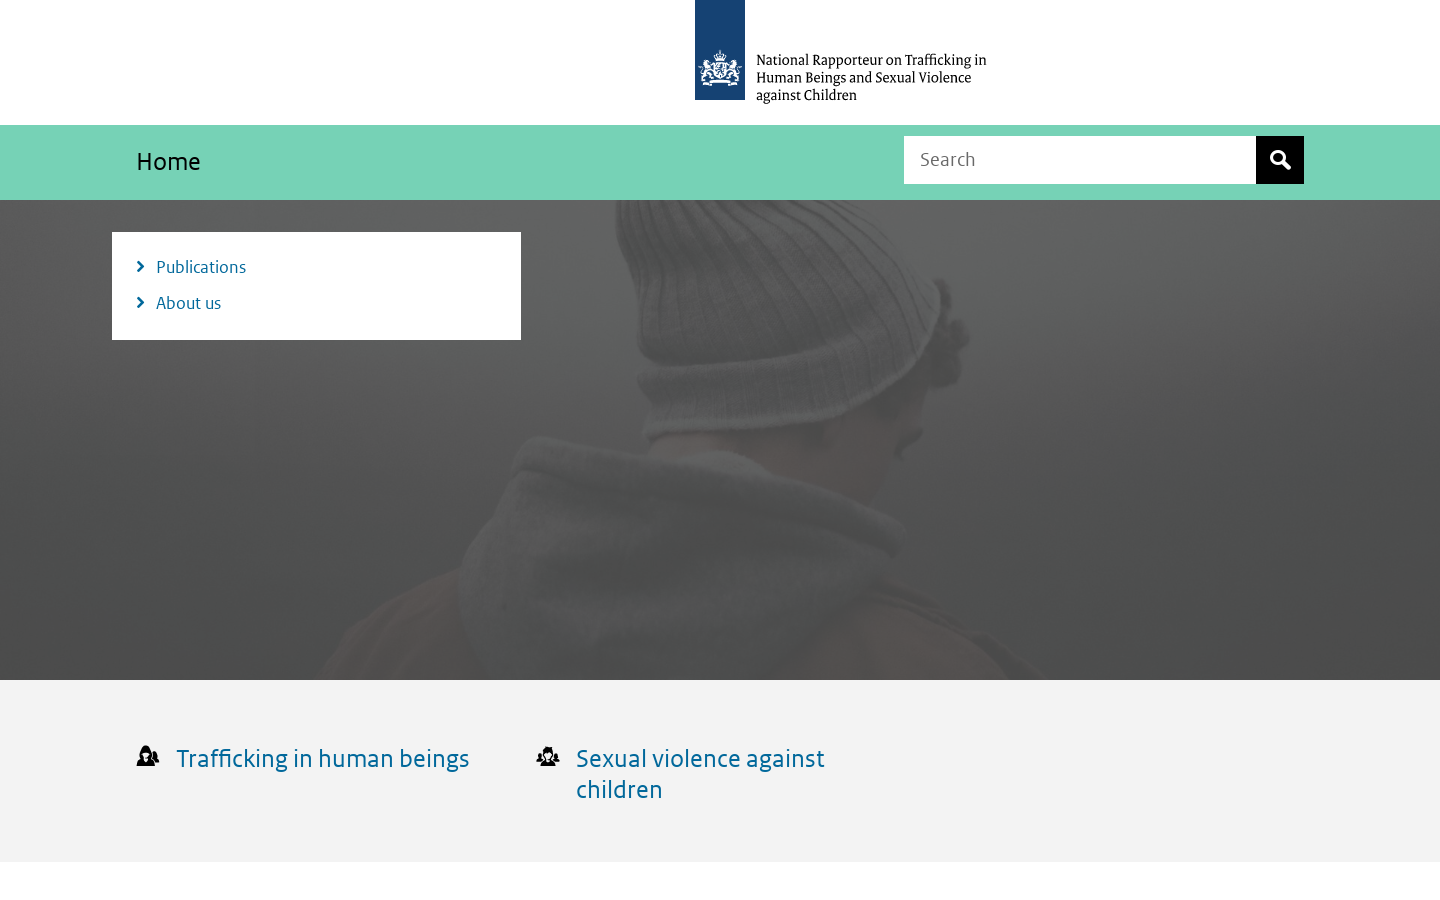 National Rapporteur on Trafficking in
Human Beings and Sexual Violence
against Children
Home
Search
Publications
About us
Trafficking in human beings
Sexual violence against
children